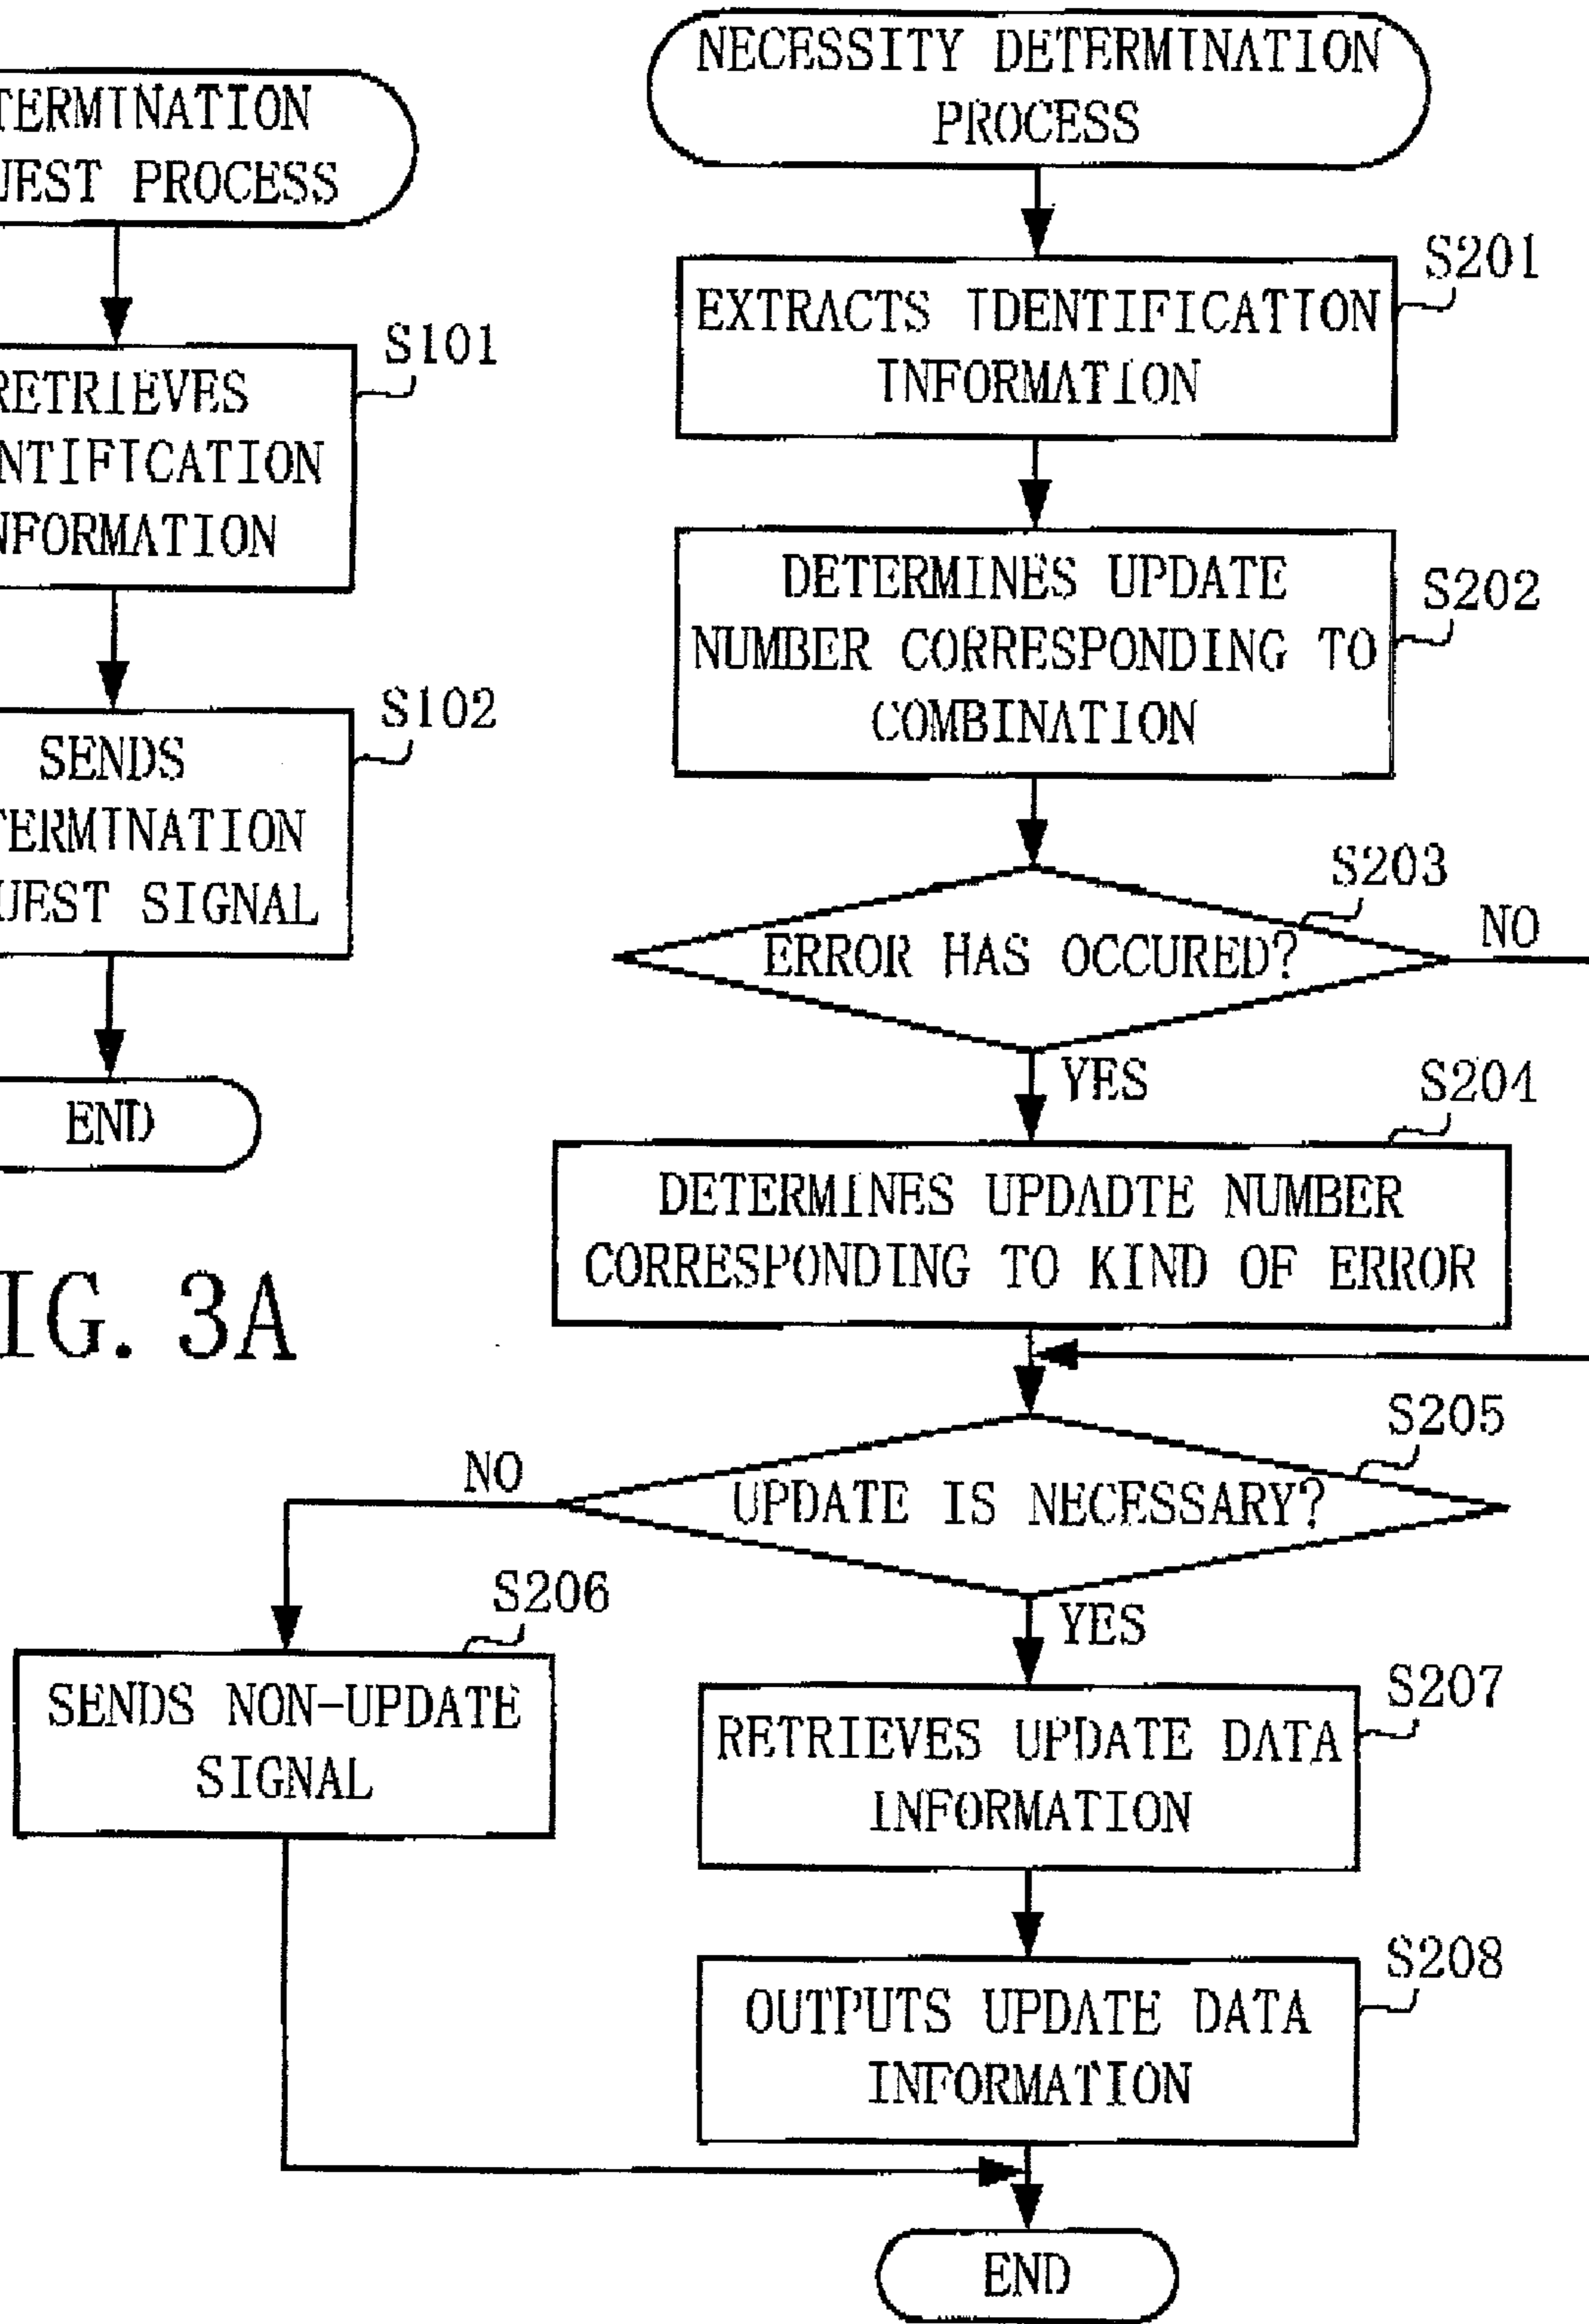 TERMINATION
UEST PROCESS
S101
RETRIEVES
NTIFICATION
NFORMATION
S102
SENDS
TERMINATION
UEST SIGNAL
END
IG. 3A
NECESSITY DETERMINATION
PROCESS
S201
EXTRACTS IDENTIFICATION
INFORMATION
S202
DETERMINES UPDATE
NUMBER CORRESPONDING TO
COMBINATION
S203
ERROR HAS OCCURED?
NO
YES
S204
DETERMINES UPDADTE NUMBER
CORRESPONDING TO KIND OF ERROR
S205
UPDATE IS NECESSARY?
NO
YES
S206
SENDS NON-UPDATE
SIGNAL
S207
RETRIEVES UPDATE DATA
INFORMATION
S208
OUTPUTS UPDATE DATA
INFORMATION
END